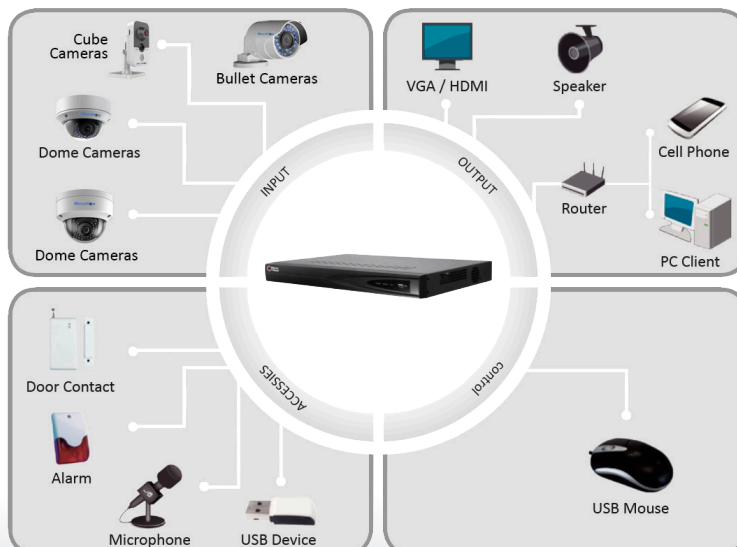 Cube
Cameras
Bullet Cameras
Dome Cameras
Dome Cameras
INPUT
VGA / HDMI
Speaker
OUTPUT
Cell Phone
Router
PC Client
Door Contact
Alarm
Microphone
USB Device
ACCESSIES
control
USB Mouse